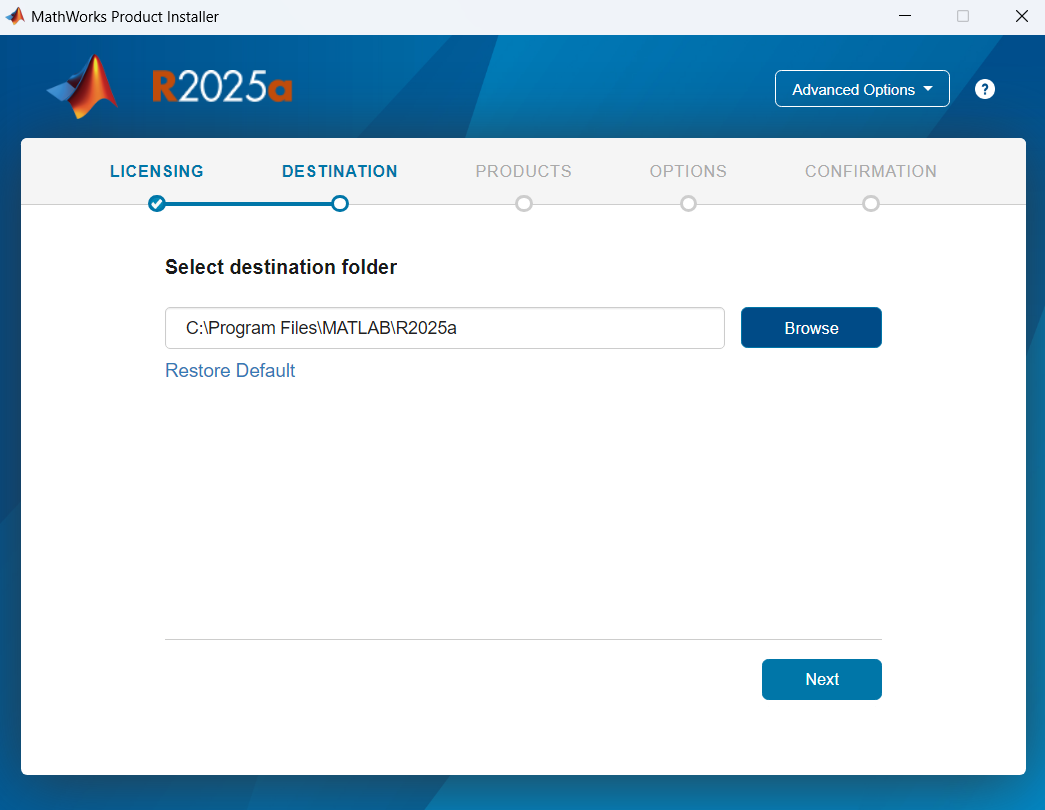 MathWorks Product Installer
R2025a
Advanced Options
?
LICENSING DESTINATION PRODUCTS OPTIONS CONFIRMATION
Select destination folder
C:\Program Files\MATLAB\R2025a Browse
Restore Default
Next